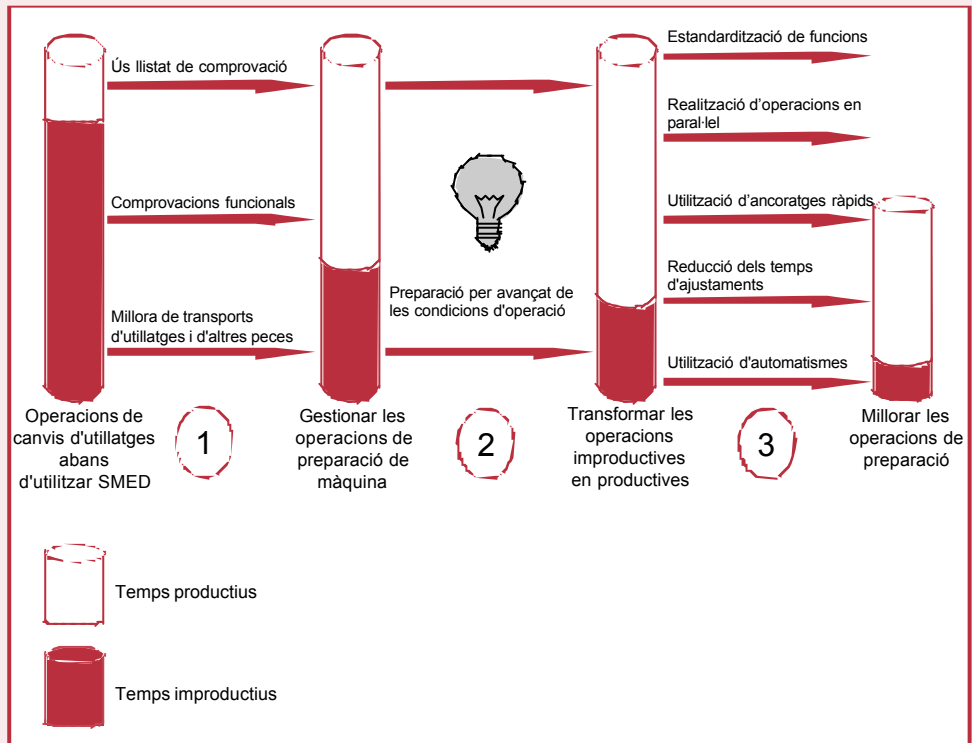 Ús llistat de comprovació
Comprovacions funcionals
Millora de transports
d'utillatges i d'altres peces
Preparació per avançat de
les condicions d'operació
Estandardització de funcions
Realització d’operacions en
paral·lel
Utilització d’ancoratges ràpids
Reducció dels temps
d'ajustaments
Utilització d'automatismes
Operacions de
canvis d'utillatges
abans
d'utilitzar SMED
1
Gestionar les
operacions de
preparació de
màquina
2
Transformar les
operacions
improductives
en productives
3
Millorar les
operacions de
preparació
Temps productius
Temps improductius